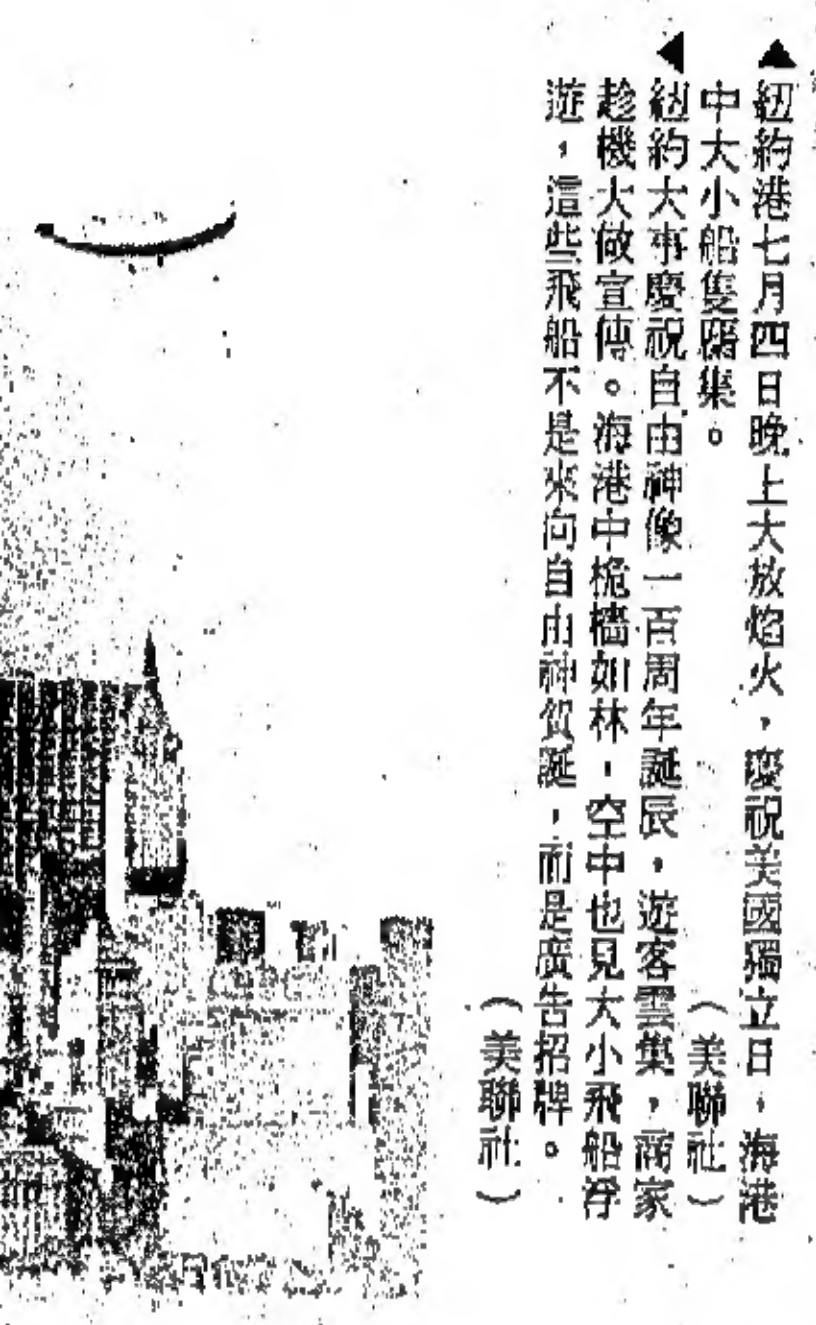 ▲紐約港七月四日晚上大放焰火，慶祝美國獨立日，海港
中大小船隻麕集。（美聯社）
◀紐約大事慶祝自由神像一百周年誕辰，遊客雲集，商家
趁機大做宣傳。海港中桅檣如林，空中也見大小飛船浮
遊，這些飛船不是來向自由神賀誕，而是廣告招牌。
（美聯社）